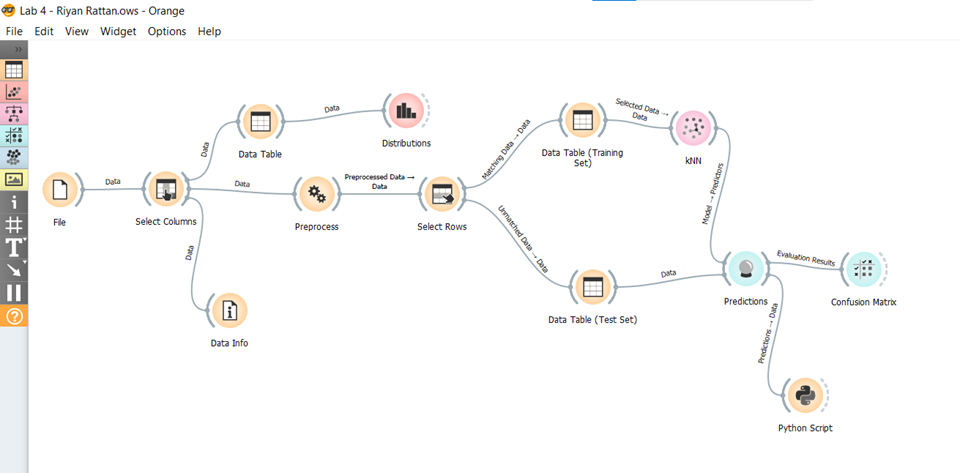 Lab 4 - Riyan Rattan.ows - Orange
File Edit View Widget Options Help
Data
Distributions
Data
Data Table
Selected Data → Data
kNN
Data Table (Training
Set)
Matching Data → Data
Data
File
Select Columns
Data
Preprocess
Preprocessed Data → Data
Select Rows
Model → Predictors
Unmatched Data → Data
Data
Data Info
Data Table (Test Set)
Data
Predictions
Evaluation Results
Confusion Matrix
Predictions → Data
Python Script